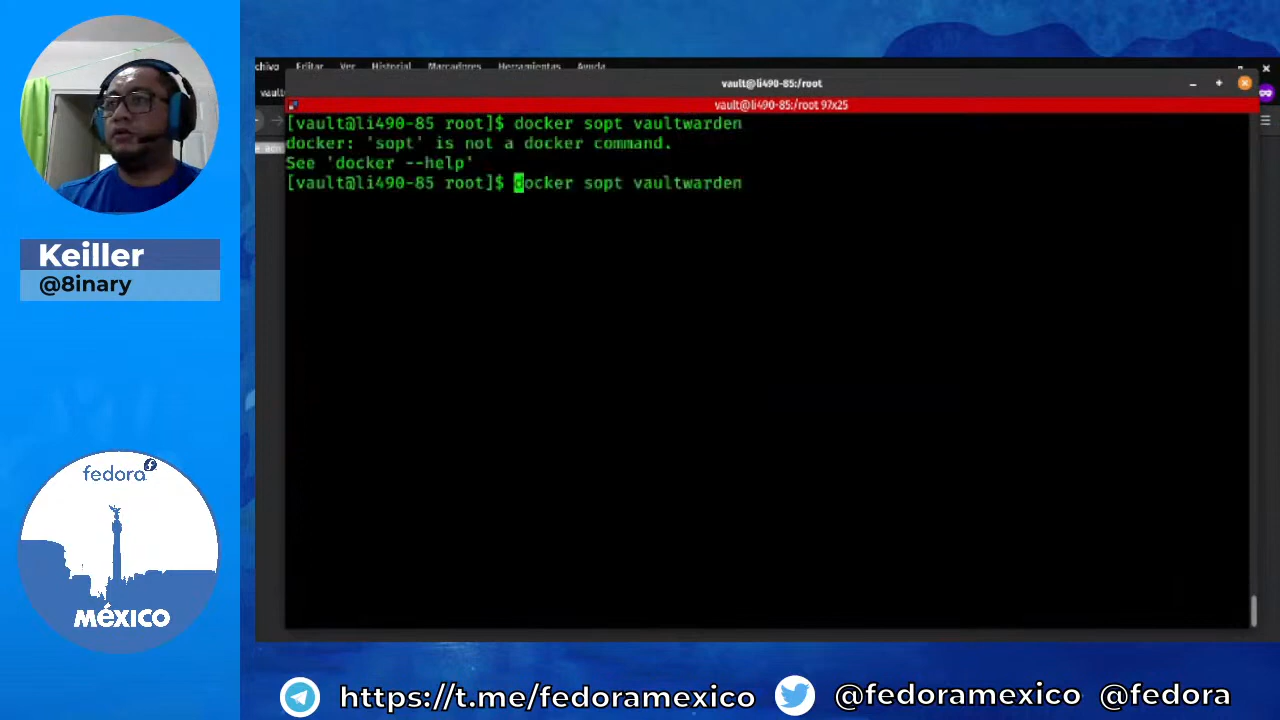 Keiller
@8inary
fedora
MÉXICO
chivo Editar Ver Historial Marcadores Herramientas Ayuda
vault
vault@li490-85:/root
vault@li490-85:/root 97x25
[vault@li490-85 root]$ docker sopt vaultwarden
docker: 'sopt' is not a docker command.
See 'docker --help'
[vault@li490-85 root]$ docker sopt vaultwarden
https://t.me/fedoramexico
@fedoramexico @fedora